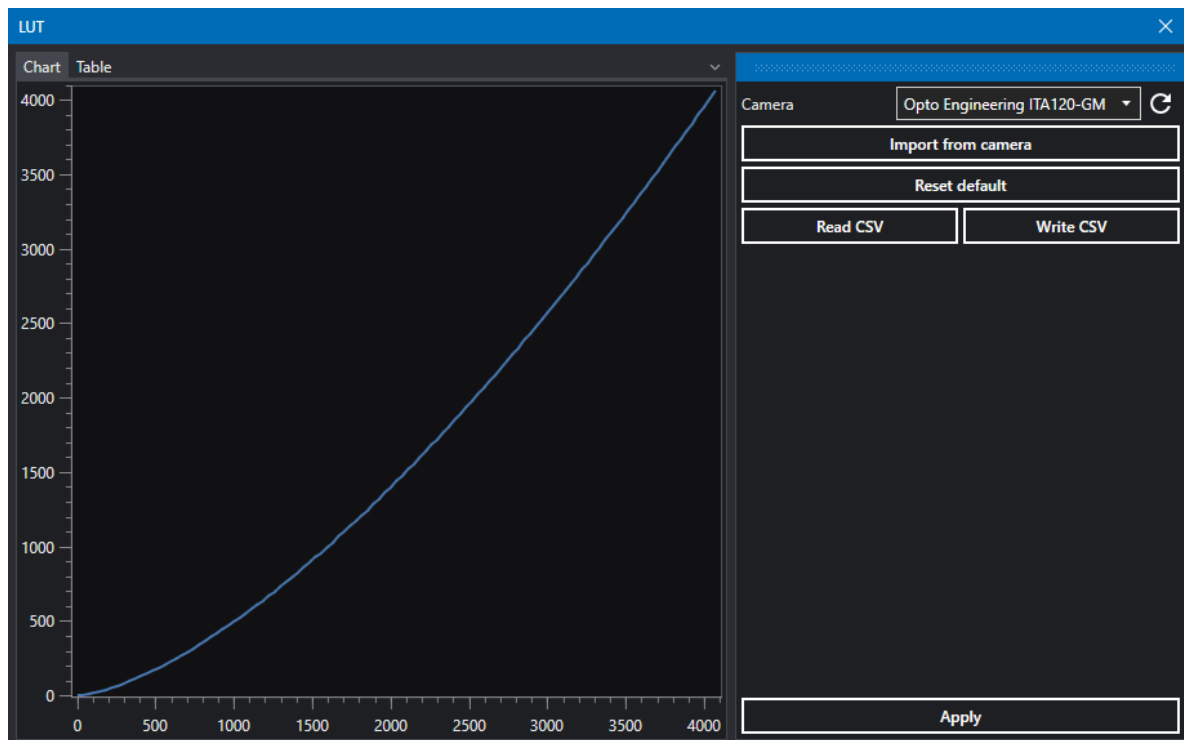 LUT
Chart Table
4000
3500
3000
2500
2000
1500
1000
500
0
0 500 1000 1500 2000 2500 3000 3500 4000
Camera Opto Engineering ITA120-GM
Import from camera
Reset default
Read CSV Write CSV
Apply